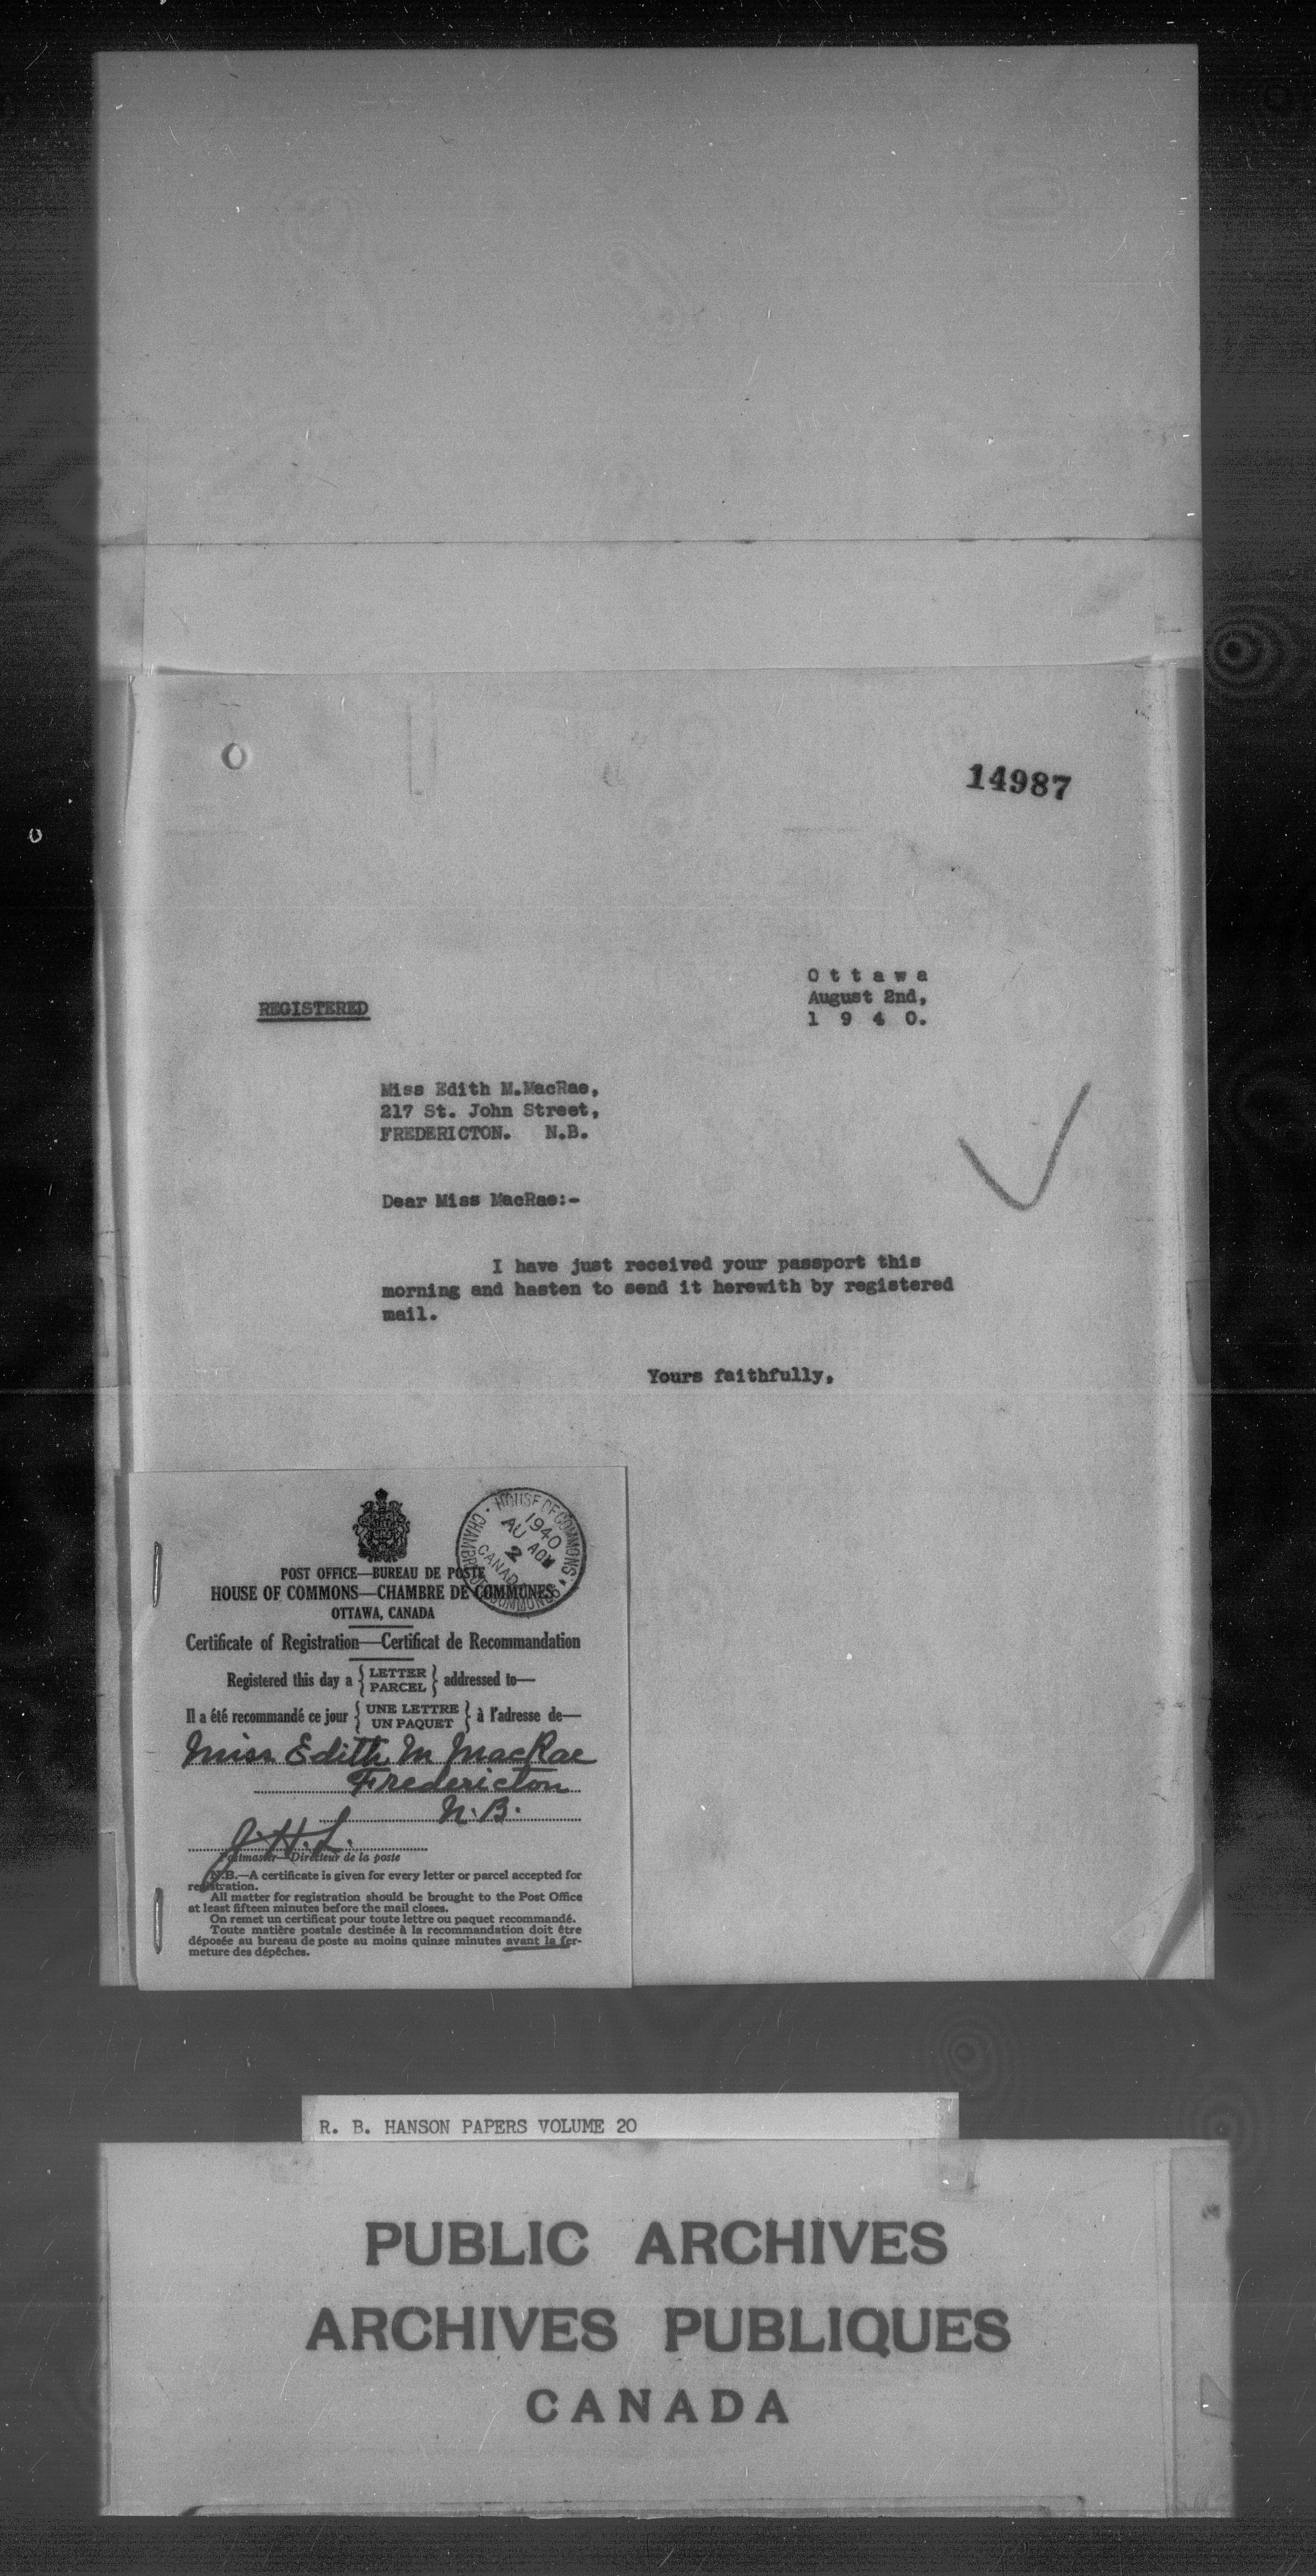 14987
O t t a w a
August 2nd,
1 9 4 0.
REGISTERED
Miss Edith M.MacRae,
217 St. John Street,
FREDERICTON. N.B.
Dear Miss MacRae:-
I have just received your passport this
morning and hasten to send it herewith by registered
mail.
Yours faithfully,
HOUSE OF COMMONS
1940
AU AOU
2
CANADA
CHAMBRE DES COMMUNES
POST OFFICE—BUREAU DE POSTE
HOUSE OF COMMONS—CHAMBRE DE COMMUNES
OTTAWA, CANADA
Certificate of Registration—Certificat de Recommandation
Registered this day a { LETTER PARCEL } addressed to—
Il a été recommandé ce jour { UNE LETTRE UN PAQUET } à l'adresse de—
Miss Edith M MacRae
Fredericton
N.B.
J.H.L.
Postmaster—Directeur de la poste
N.B.—A certificate is given for every letter or parcel accepted for
registration.
All matter for registration should be brought to the Post Office
at least fifteen minutes before the mail closes.
On remet un certificat pour toute lettre ou paquet recommandé.
Toute matière postale destinée à la recommandation doit être
déposée au bureau de poste au moins quinze minutes avant la fer-
meture des dépêches.
R. B. HANSON PAPERS VOLUME 20
PUBLIC ARCHIVES
ARCHIVES PUBLIQUES
CANADA